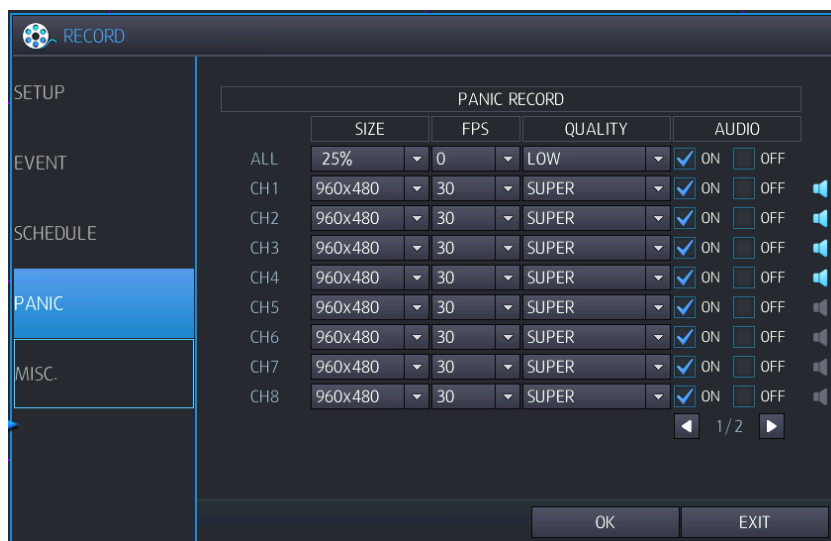 RECORD
SETUP
EVENT
SCHEDULE
PANIC
MISC.
PANIC RECORD
SIZE FPS QUALITY AUDIO
ALL 25% 0 LOW ON OFF
CH1 960x480 30 SUPER ON OFF
CH2 960x480 30 SUPER ON OFF
CH3 960x480 30 SUPER ON OFF
CH4 960x480 30 SUPER ON OFF
CH5 960x480 30 SUPER ON OFF
CH6 960x480 30 SUPER ON OFF
CH7 960x480 30 SUPER ON OFF
CH8 960x480 30 SUPER ON OFF
1/2
OK EXIT